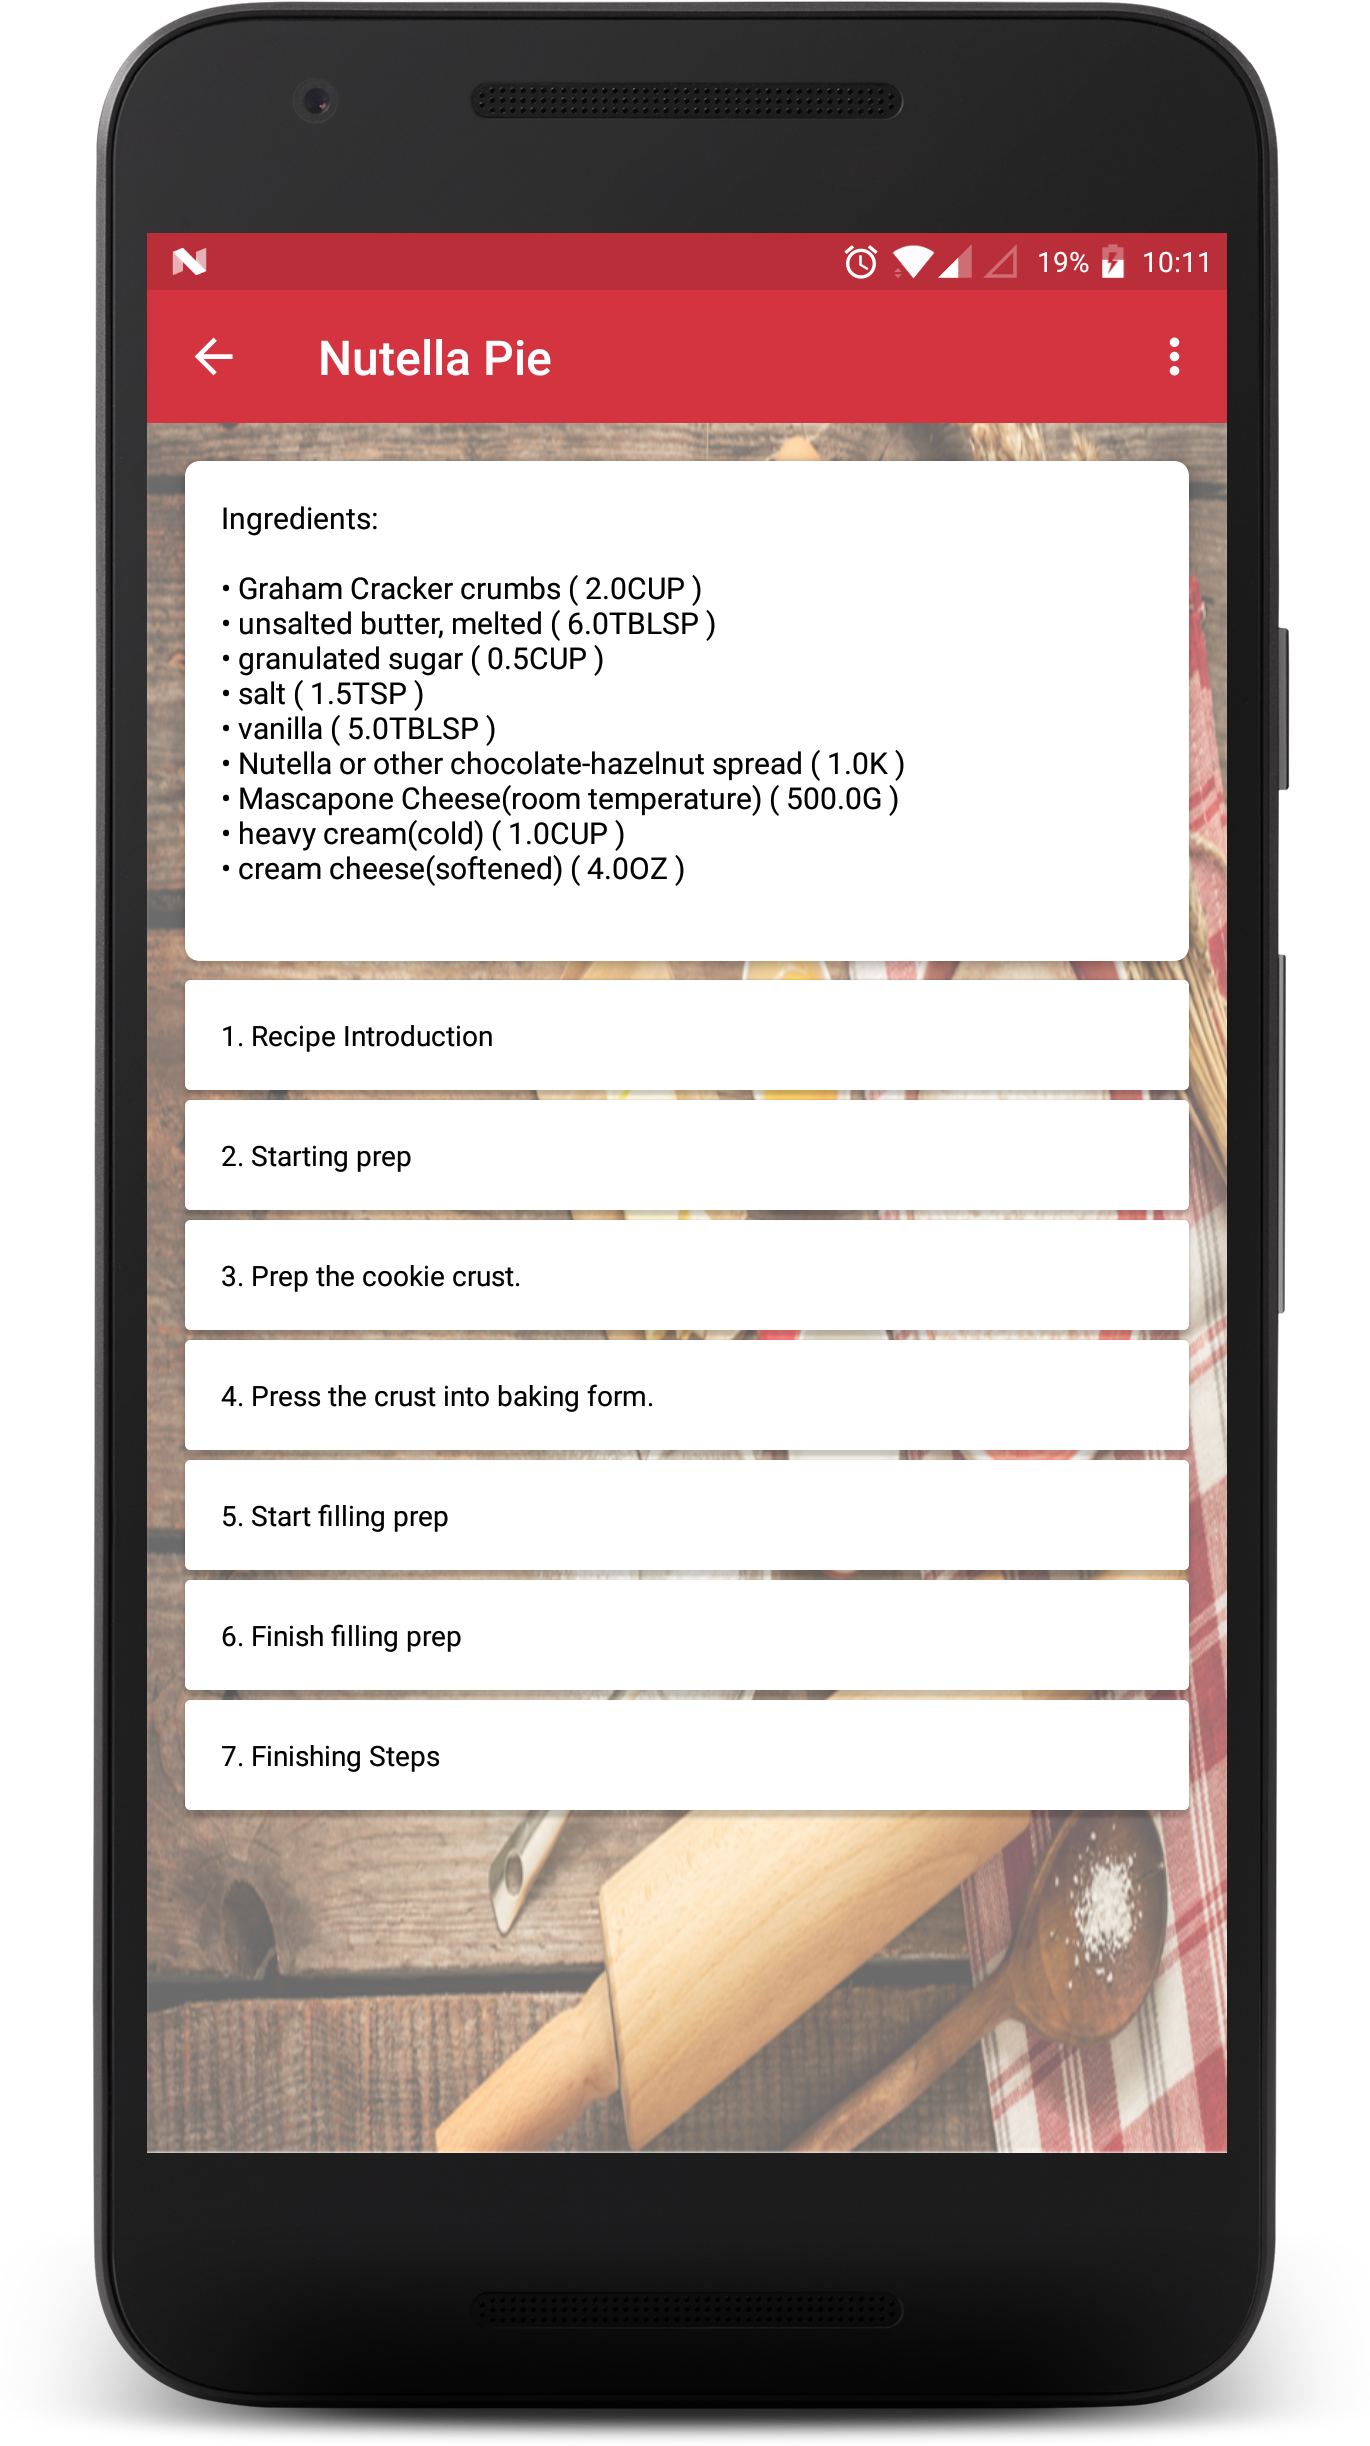 19% 10:11
Nutella Pie
Ingredients:
• Graham Cracker crumbs ( 2.0CUP )
• unsalted butter, melted ( 6.0TBLSP )
• granulated sugar ( 0.5CUP )
• salt ( 1.5TSP )
• vanilla ( 5.0TBLSP )
• Nutella or other chocolate-hazelnut spread ( 1.0K )
• Mascapone Cheese(room temperature) ( 500.0G )
• heavy cream(cold) ( 1.0CUP )
• cream cheese(softened) ( 4.0OZ )
1. Recipe Introduction
2. Starting prep
3. Prep the cookie crust.
4. Press the crust into baking form.
5. Start filling prep
6. Finish filling prep
7. Finishing Steps